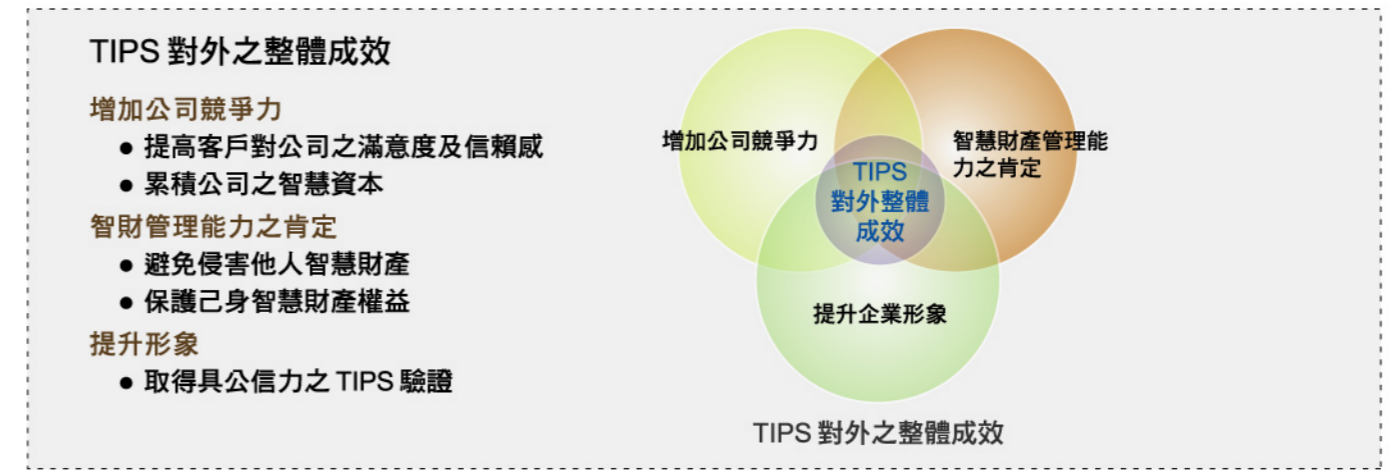 TIPS 對外之整體成效
增加公司競爭力
● 提高客戶對公司之滿意度及信賴感
● 累積公司之智慧資本
智財管理能力之肯定
● 避免侵害他人智慧財產
● 保護己身智慧財產權益
提升形象
● 取得具公信力之 TIPS 驗證
增加公司競爭力
智慧財產管理能
力之肯定
TIPS
對外整體
成效
提升企業形象
TIPS 對外之整體成效